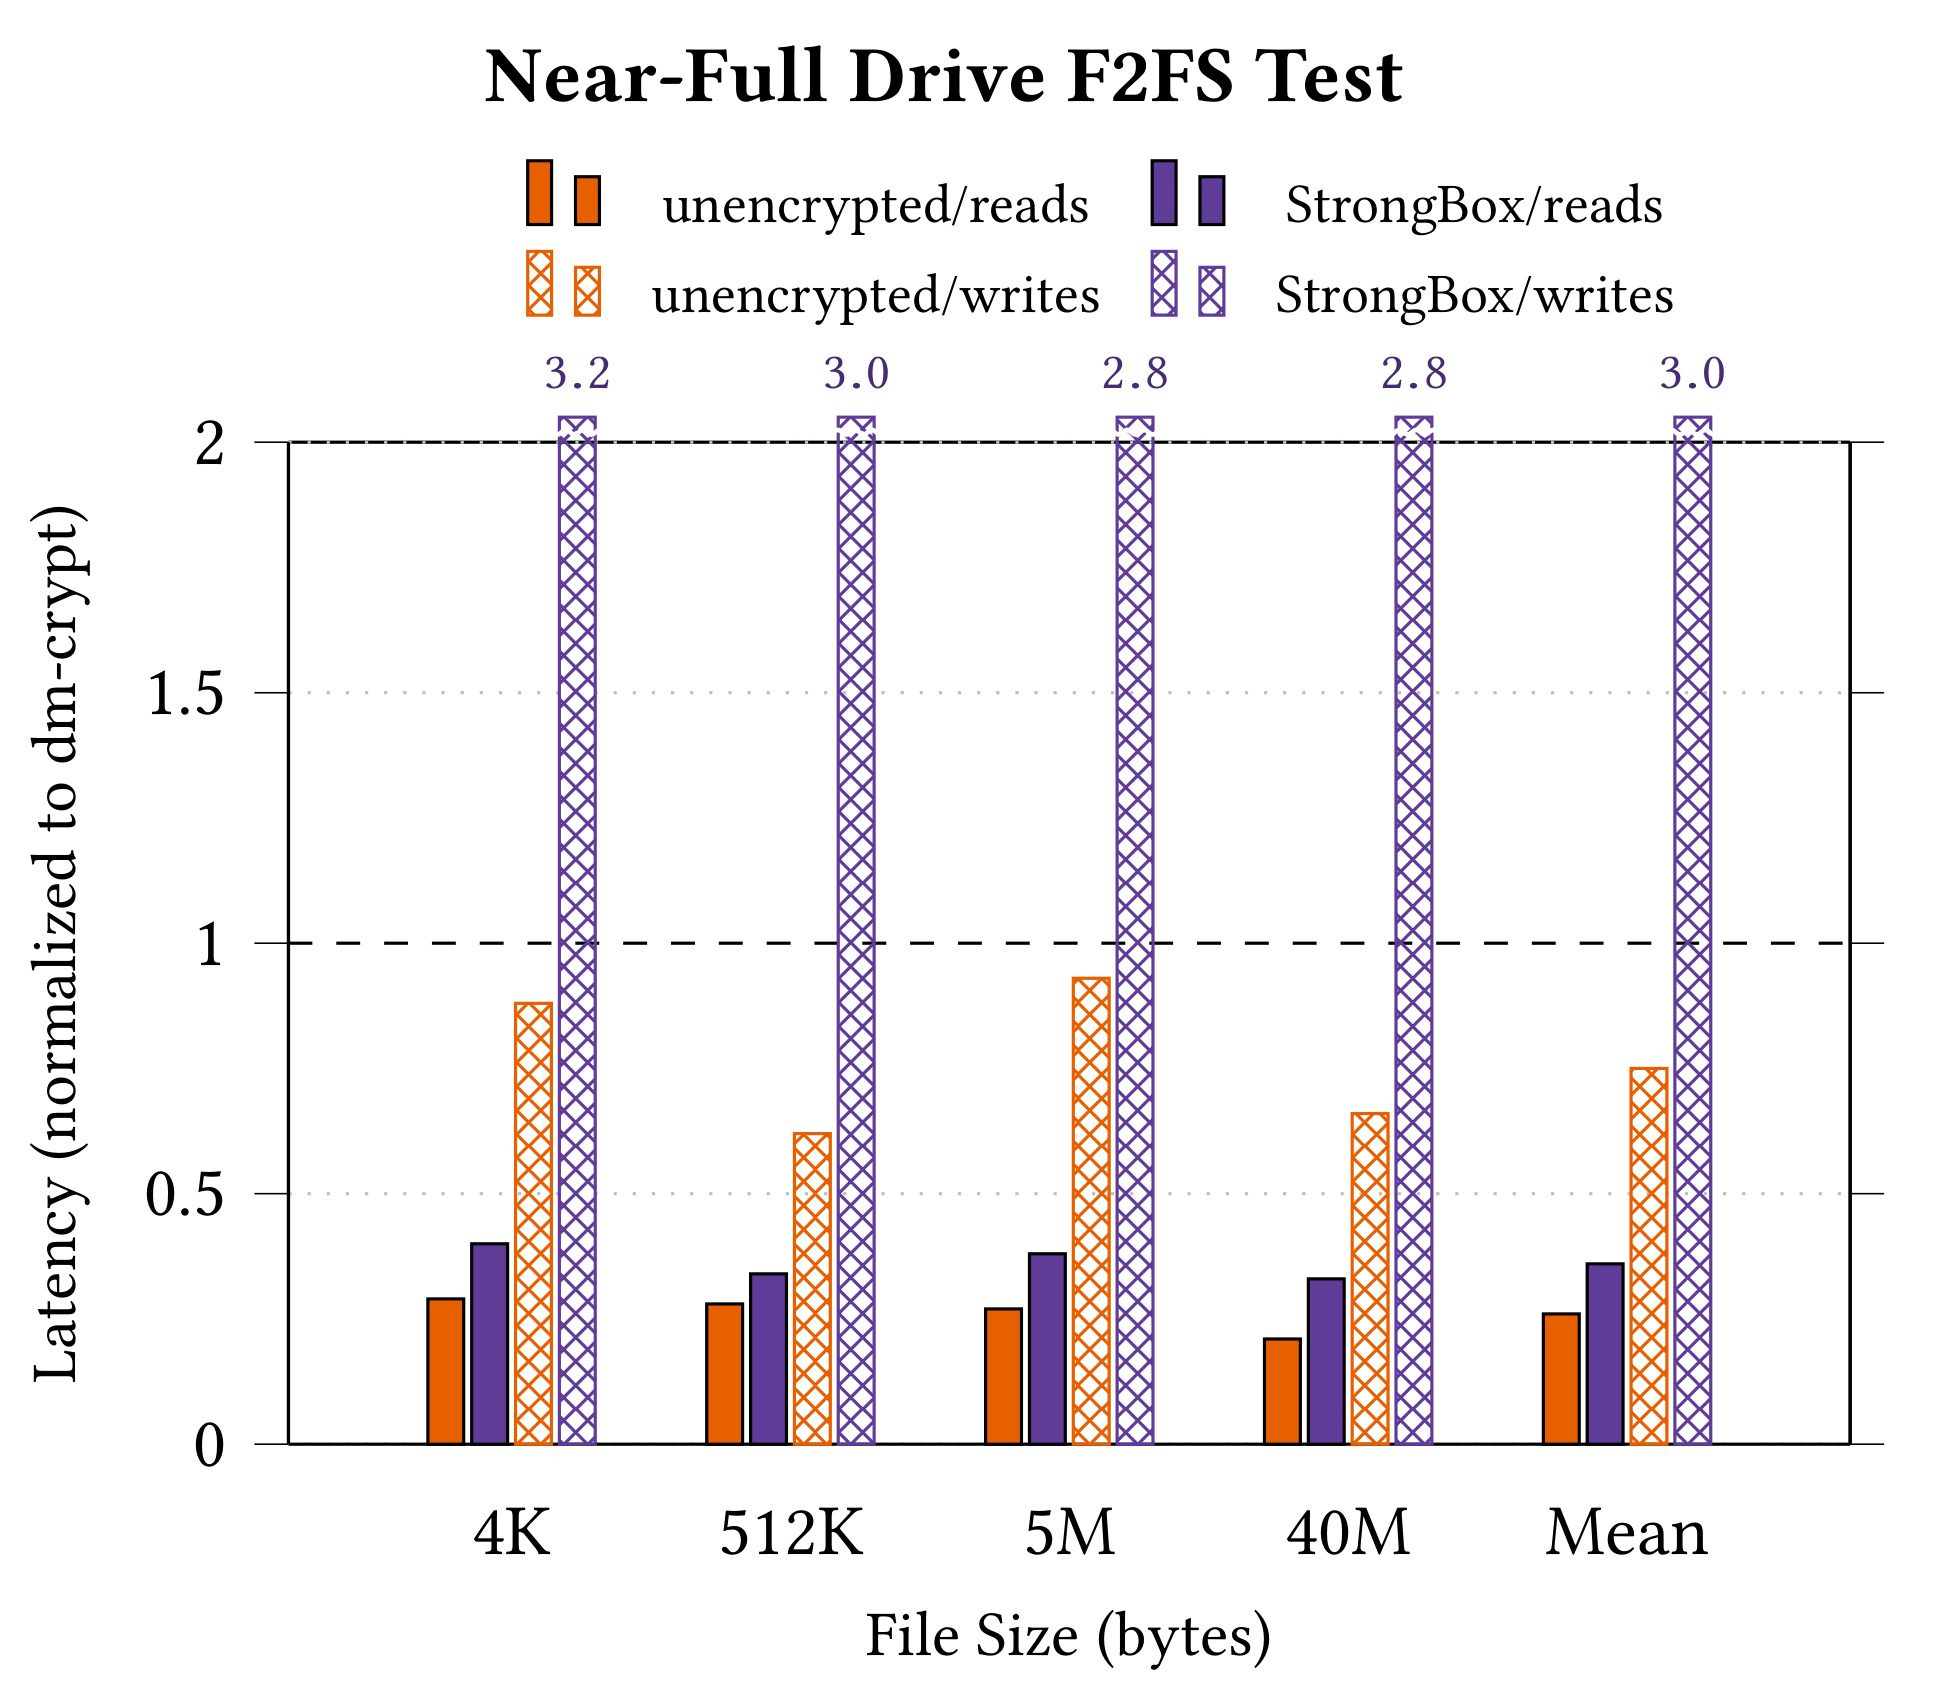 Near-Full Drive F2FS Test
unencrypted/reads
StrongBox/reads
unencrypted/writes
StrongBox/writes
3.2
3.0
2.8
2.8
3.0
2
1.5
1
0.5
0
Latency (normalized to dm-crypt)
4K
512K
5M
40M
Mean
File Size (bytes)